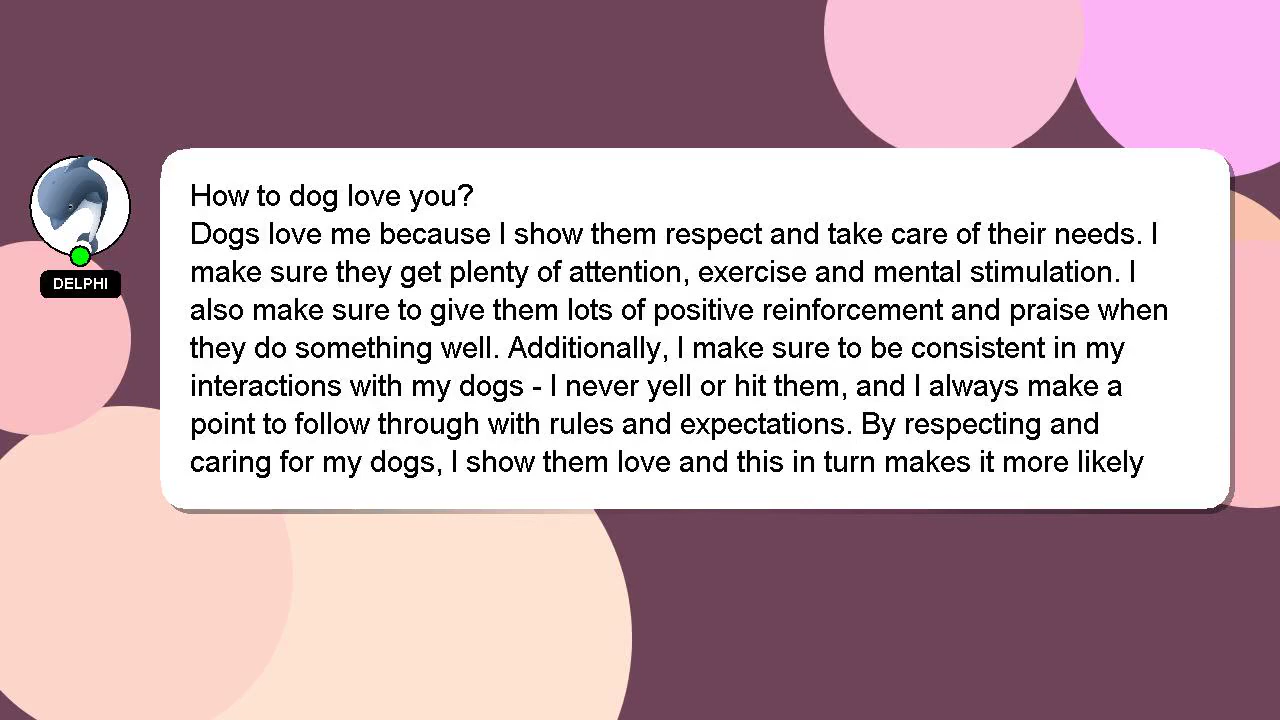 How to dog love you?
Dogs love me because I show them respect and take care of their needs. I
make sure they get plenty of attention, exercise and mental stimulation. I
also make sure to give them lots of positive reinforcement and praise when
they do something well. Additionally, I make sure to be consistent in my
interactions with my dogs - I never yell or hit them, and I always make a
point to follow through with rules and expectations. By respecting and
caring for my dogs, I show them love and this in turn makes it more likely
DELPHI